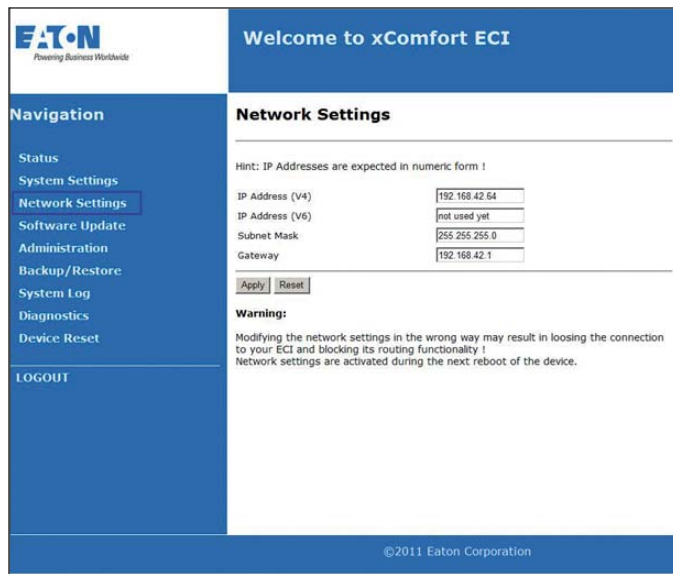 EATON
Powering Business Worldwide
Welcome to xComfort ECI
Navigation
Status
System Settings
Network Settings
Software Update
Administration
Backup/Restore
System Log
Diagnostics
Device Reset
LOGOUT
Network Settings
Hint: IP Addresses are expected in numeric form !
IP Address (V4) 192.168.42.64
IP Address (V6) not used yet
Subnet Mask 255.255.255.0
Gateway 192.168.42.1
Apply Reset
Warning:
Modifying the network settings in the wrong way may result in loosing the connection
to your ECI and blocking its routing functionality !
Network settings are activated during the next reboot of the device.
©2011 Eaton Corporation